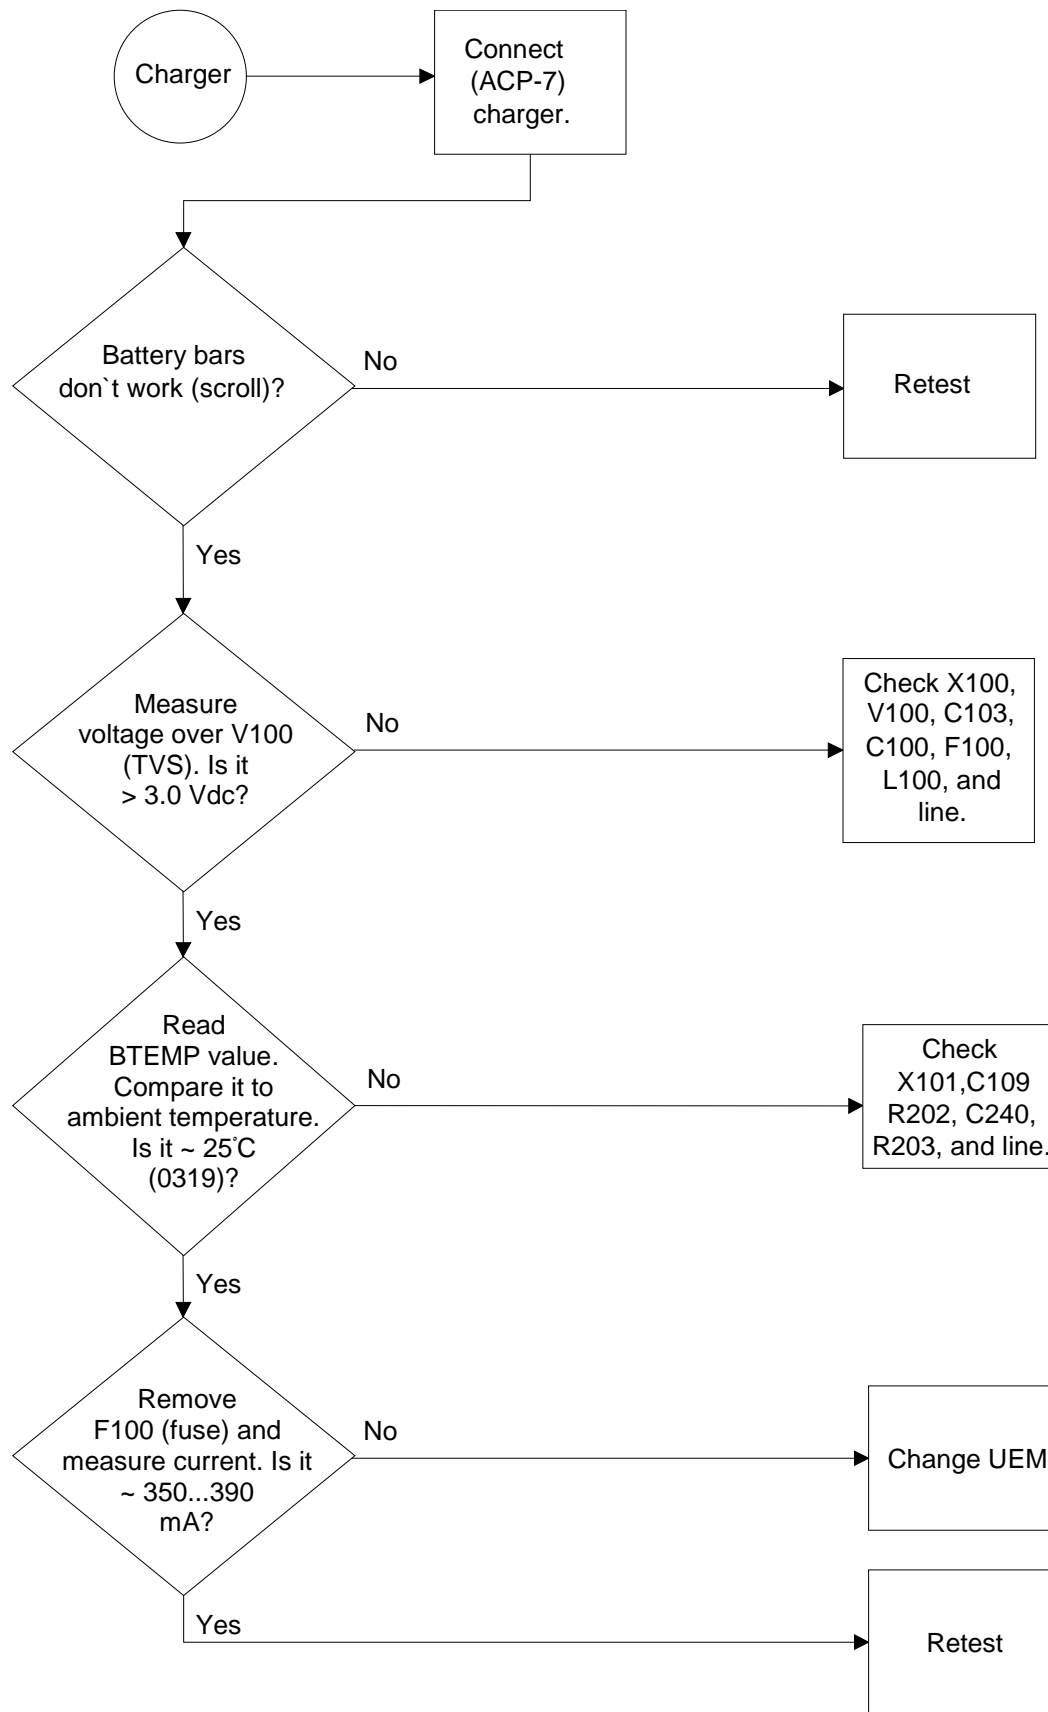 Charger
Connect
(ACP-7)
charger.
Battery bars
don`t work (scroll)?
No
Retest
Yes
Measure
voltage over V100
(TVS). Is it
> 3.0 Vdc?
No
Check X100,
V100, C103,
C100, F100,
L100, and
line.
Yes
Read
BTEMP value.
Compare it to
ambient temperature.
Is it ~ 25°C
(0319)?
No
Check
X101,C109
R202, C240,
R203, and line.
Yes
Remove
F100 (fuse) and
measure current. Is it
~ 350...390
mA?
No
Change UEM
Yes
Retest